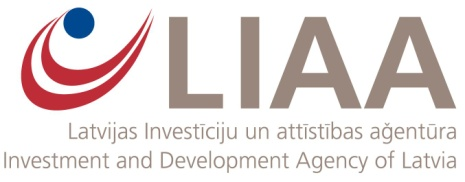 LIAA
Latvijas Investīciju un attīstības aģentūra
Investment and Development Agency of Latvia